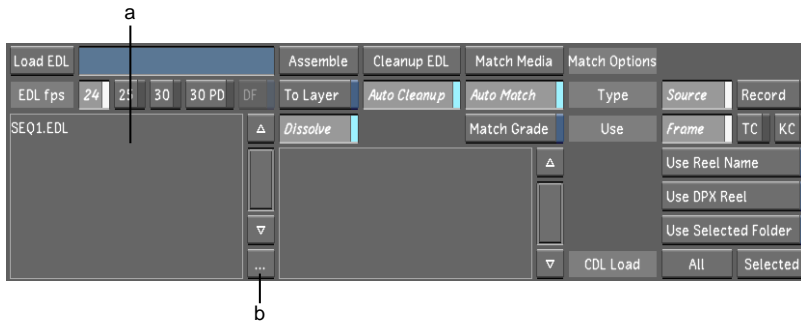 a
Load EDL Assemble Cleanup EDL Match Media Match Options
EDL fps 24 25 30 30 PD DF To Layer Auto Cleanup Auto Match Type Source Record
SEQ1.EDL Dissolve Match Grade Use Frame TC KC
Use Reel Name
Use DPX Reel
Use Selected Folder
... CDL Load All Selected
b